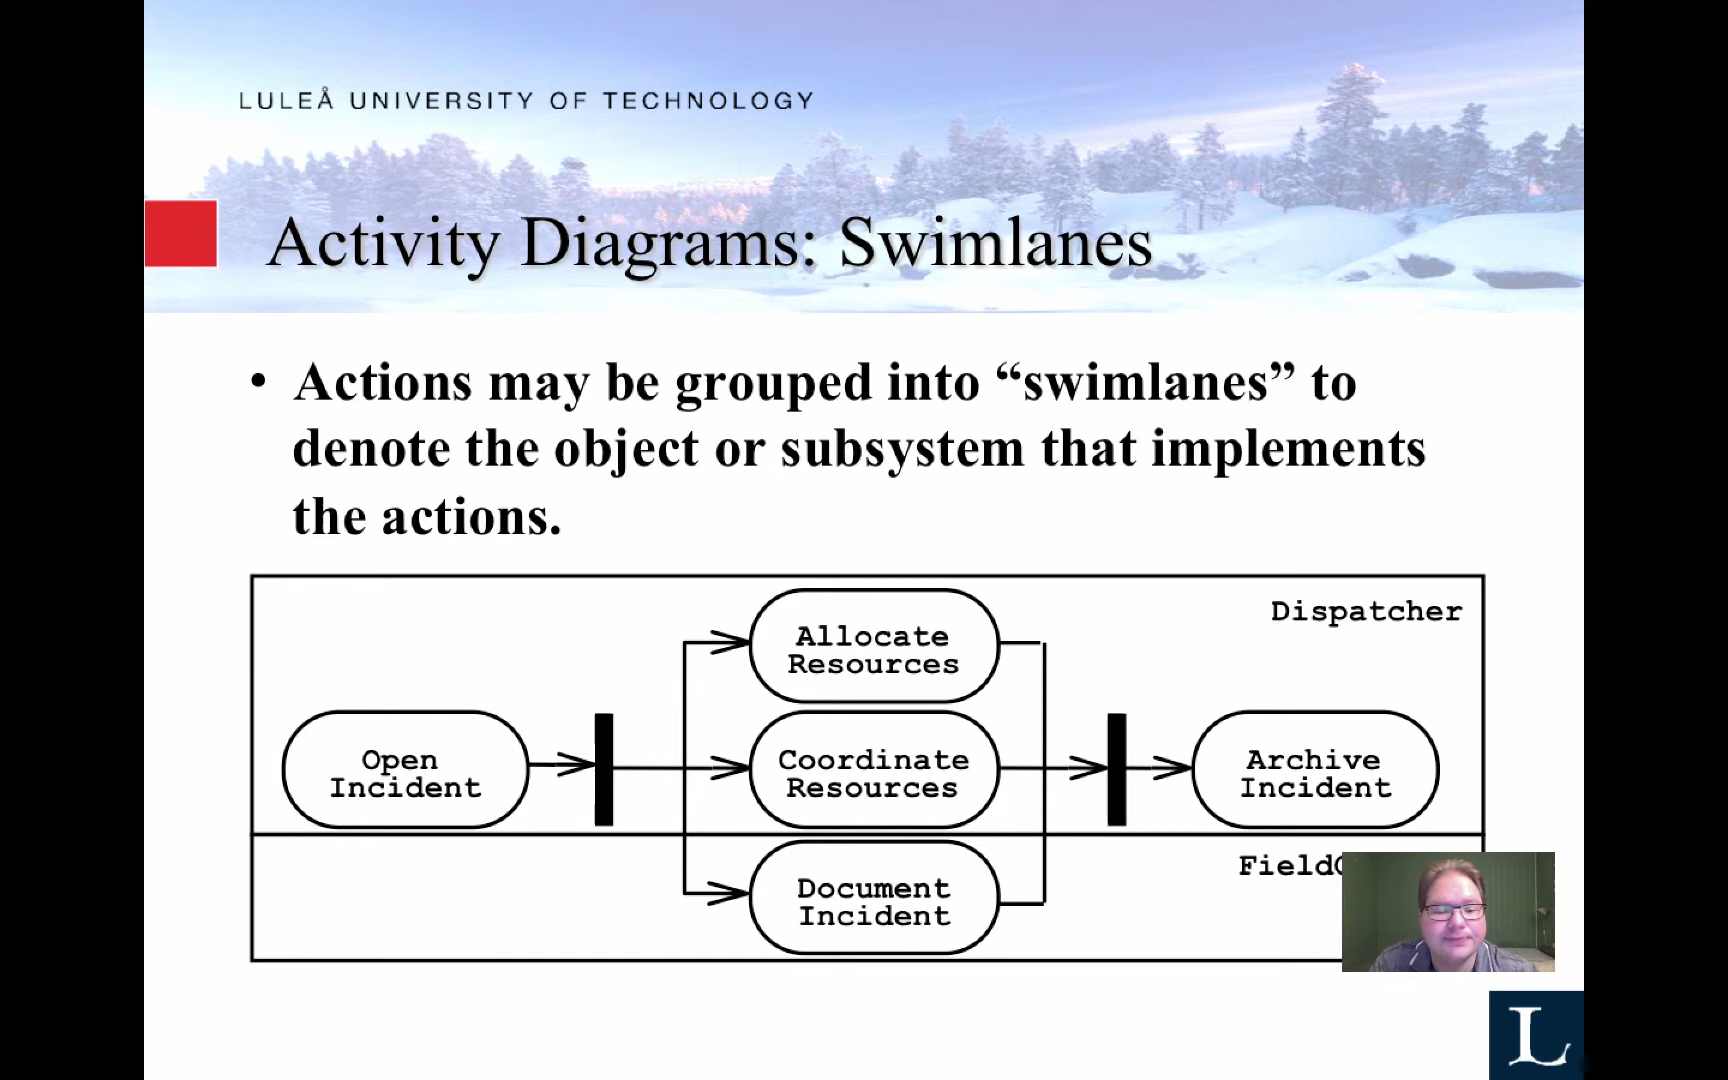 LULEÅ UNIVERSITY OF TECHNOLOGY
Activity Diagrams: Swimlanes
• Actions may be grouped into “swimlanes” to
denote the object or subsystem that implements
the actions.
Dispatcher
Allocate
Resources
Open
Incident
Coordinate
Resources
Archive
Incident
Document
Incident
L